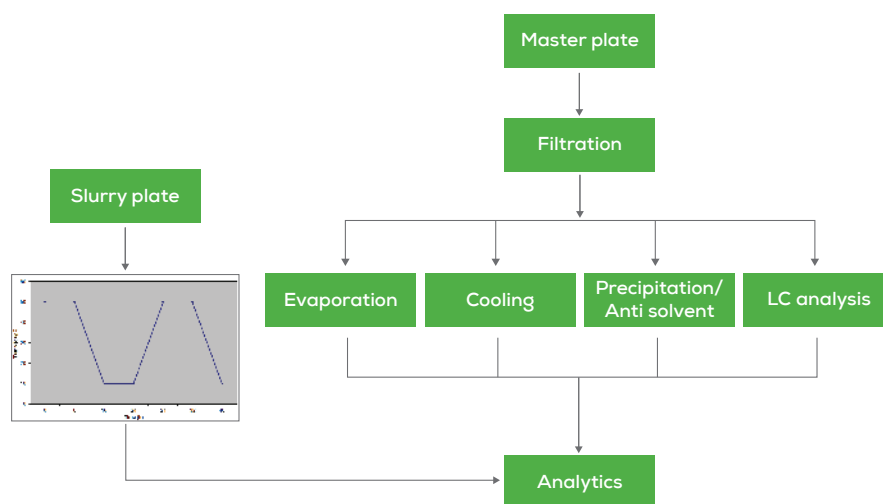 Master plate
Filtration
Slurry plate
Evaporation
Cooling
Precipitation/
Anti solvent
LC analysis
Analytics